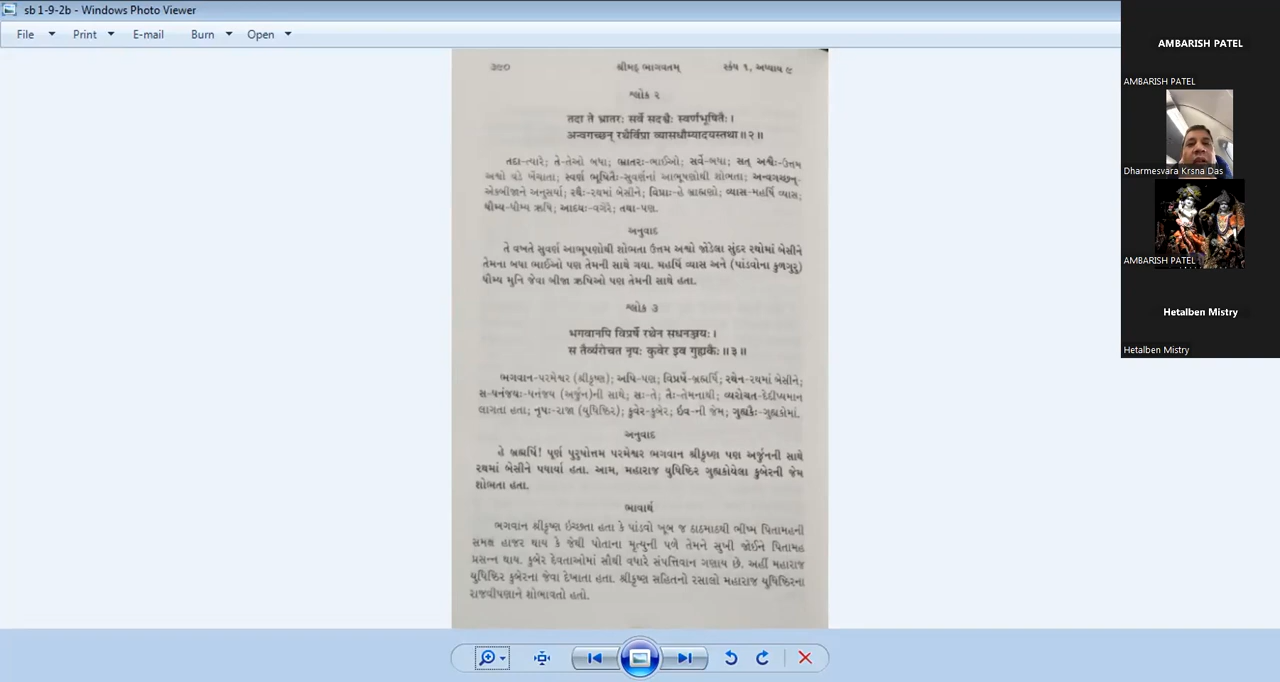 sb 1-9-2b - Windows Photo Viewer
File Print E-mail Burn Open
૩૯૦ શ્રીમદ્ ભાગવતમ્ સ્કંધ ૧, અધ્યાય ૯
શ્લોક ૨
तदा ते भ्रातरः सर्वे सदश्वैः स्वर्णभूषितैः ।
अन्वगच्छन् रथैर्विप्रा व्यासधौम्यादयस्तथा ॥ २ ॥
તદા-ત્યારે; તે-તેઓ બધા; ભ્રાતરઃ-ભાઈઓ; સર્વે-બધા; સત્ અશ્વૈઃ-ઉત્તમ
અશ્વો વડે ખેંચાતા; સ્વર્ણ ભૂષિતૈઃ-સુવર્ણનાં આભૂષણોથી શોભતા; અન્વગચ્છન્-
એકબીજાને અનુસર્યા; રથૈઃ-રથમાં બેસીને; વિપ્રાઃ-હે બ્રાહ્મણો; વ્યાસ-મહર્ષિ વ્યાસ;
ધૌમ્ય-ધૌમ્ય ઋષિ; આદયઃ-વગેરે; તથા-પણ.
અનુવાદ
તે વખતે સુવર્ણ આભૂષણોથી શોભતા ઉત્તમ અશ્વો જોડેલા સુંદર રથોમાં બેસીને
તેમના બધા ભાઈઓ પણ તેમની સાથે ગયા. મહર્ષિ વ્યાસ અને (પાંડવોના કુળગુરુ)
ધૌમ્ય મુનિ જેવા બીજા ઋષિઓ પણ તેમની સાથે હતા.
શ્લોક ૩
भगवानपि विप्रर्षे रथेन सधनञ्जयः ।
स तैर्व्यरोचत नृपः कुवेर इव गुह्यकैः ॥ ३ ॥
ભગવાન-પરમેશ્વર (શ્રીકૃષ્ણ); અપિ-પણ; વિપ્રર્ષે-બ્રહ્મર્ષિ; રથેન-રથમાં બેસીને;
સ-ધનંજયઃ-ધનંજય (અર્જુન)ની સાથે; સઃ-તે; તૈઃ-તેમનાથી; વ્યરોચત-દેદીપ્યમાન
લાગતા હતા; નૃપઃ-રાજા (યુધિષ્ઠિર); કુવેર-કુબેર; ઇવ-ની જેમ; ગુહ્યકૈઃ-ગુહ્યકોમાં.
અનુવાદ
હે બ્રહ્મર્ષિ! પૂર્ણ પુરુષોત્તમ પરમેશ્વર ભગવાન શ્રીકૃષ્ણ પણ અર્જુનની સાથે
રથમાં બેસીને પધાર્યા હતા. આમ, મહારાજ યુધિષ્ઠિર ગુહ્યકોથેલા કુબેરની જેમ
શોભતા હતા.
ભાવાર્થ
ભગવાન શ્રીકૃષ્ણ ઇચ્છતા હતા કે પાંડવો ખૂબ જ ઠાઠમાઠથી ભીષ્મ પિતામહની
સમક્ષ હાજર થાય કે જેથી પોતાના મૃત્યુની પળે તેમને સુખી જોઈને પિતામહ
પ્રસન્ન થાય. કુબેર દેવતાઓમાં સૌથી વધારે સંપત્તિવાન ગણાય છે. અહીં મહારાજ
યુધિષ્ઠિર કુબેરના જેવા દેખાતા હતા. શ્રીકૃષ્ણ સહિતનો રસાલો મહારાજ યુધિષ્ઠિરના
રાજવીપણાને શોભાવતો હતો.
AMBARISH PATEL
AMBARISH PATEL
Dharmesvara Krsna Das
AMBARISH PATEL
Hetalben Mistry
Hetalben Mistry